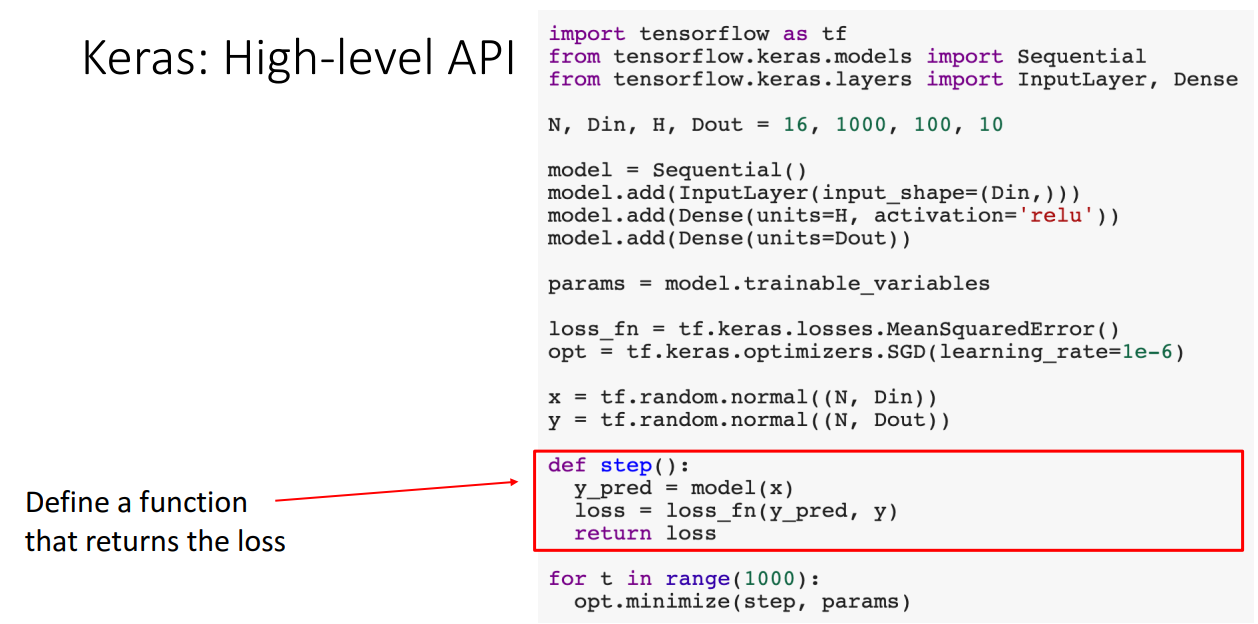 Keras: High-level API
import tensorflow as tf
from tensorflow.keras.models import Sequential
from tensorflow.keras.layers import InputLayer, Dense
N, Din, H, Dout = 16, 1000, 100, 10
model = Sequential()
model.add(InputLayer(input_shape=(Din,)))
model.add(Dense(units=H, activation='relu'))
model.add(Dense(units=Dout))
params = model.trainable_variables
loss_fn = tf.keras.losses.MeanSquaredError()
opt = tf.keras.optimizers.SGD(learning_rate=1e-6)
x = tf.random.normal((N, Din))
y = tf.random.normal((N, Dout))
Define a function
that returns the loss
def step():
  y_pred = model(x)
  loss = loss_fn(y_pred, y)
  return loss
for t in range(1000):
  opt.minimize(step, params)